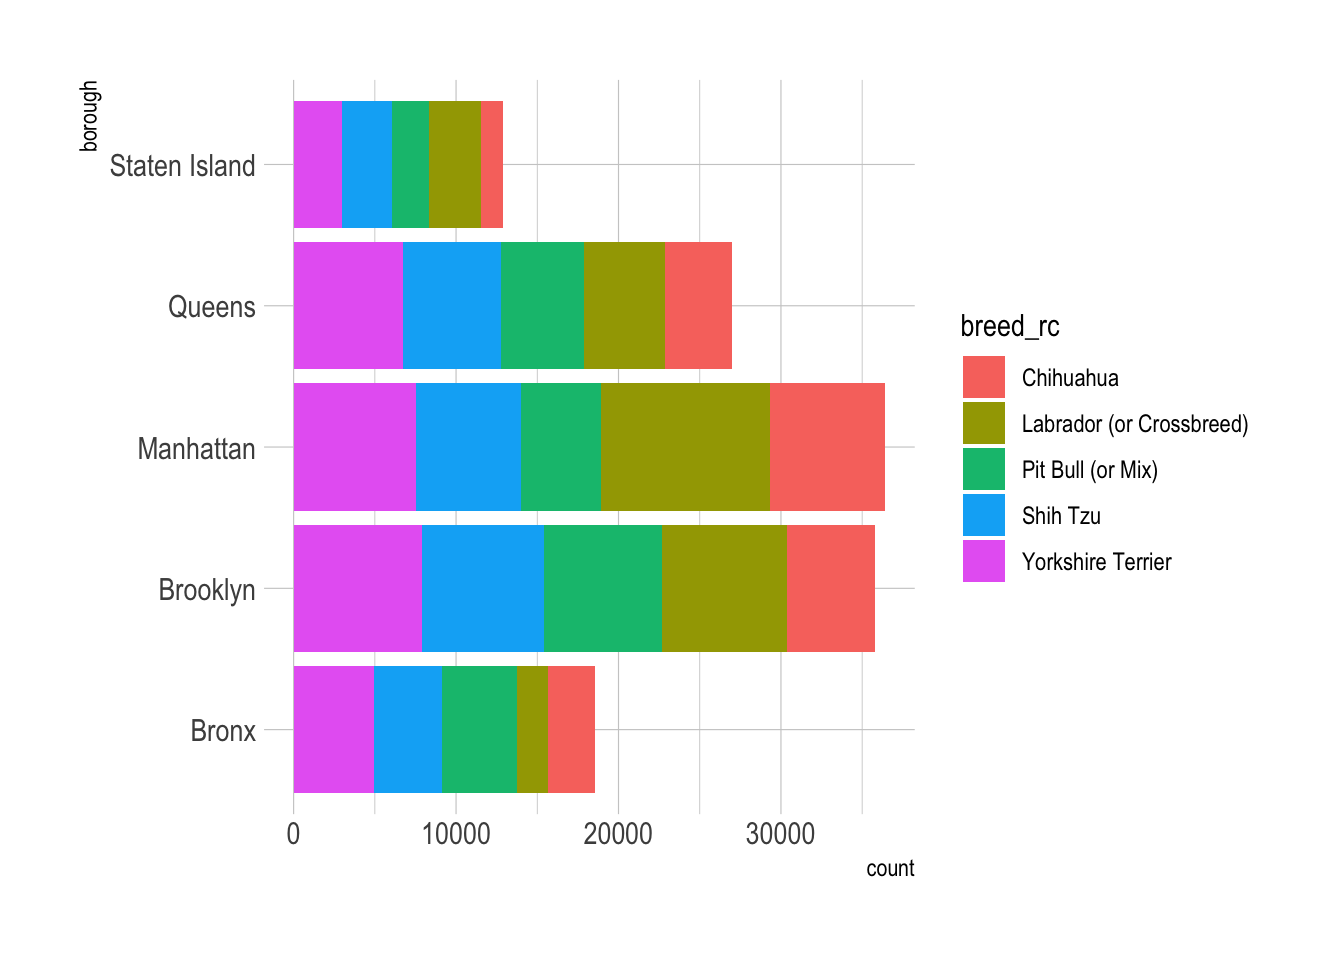 borough
Staten Island
Queens
Manhattan
Brooklyn
Bronx
0 10000 20000 30000
count
breed_rc
Chihuahua
Labrador (or Crossbreed)
Pit Bull (or Mix)
Shih Tzu
Yorkshire Terrier